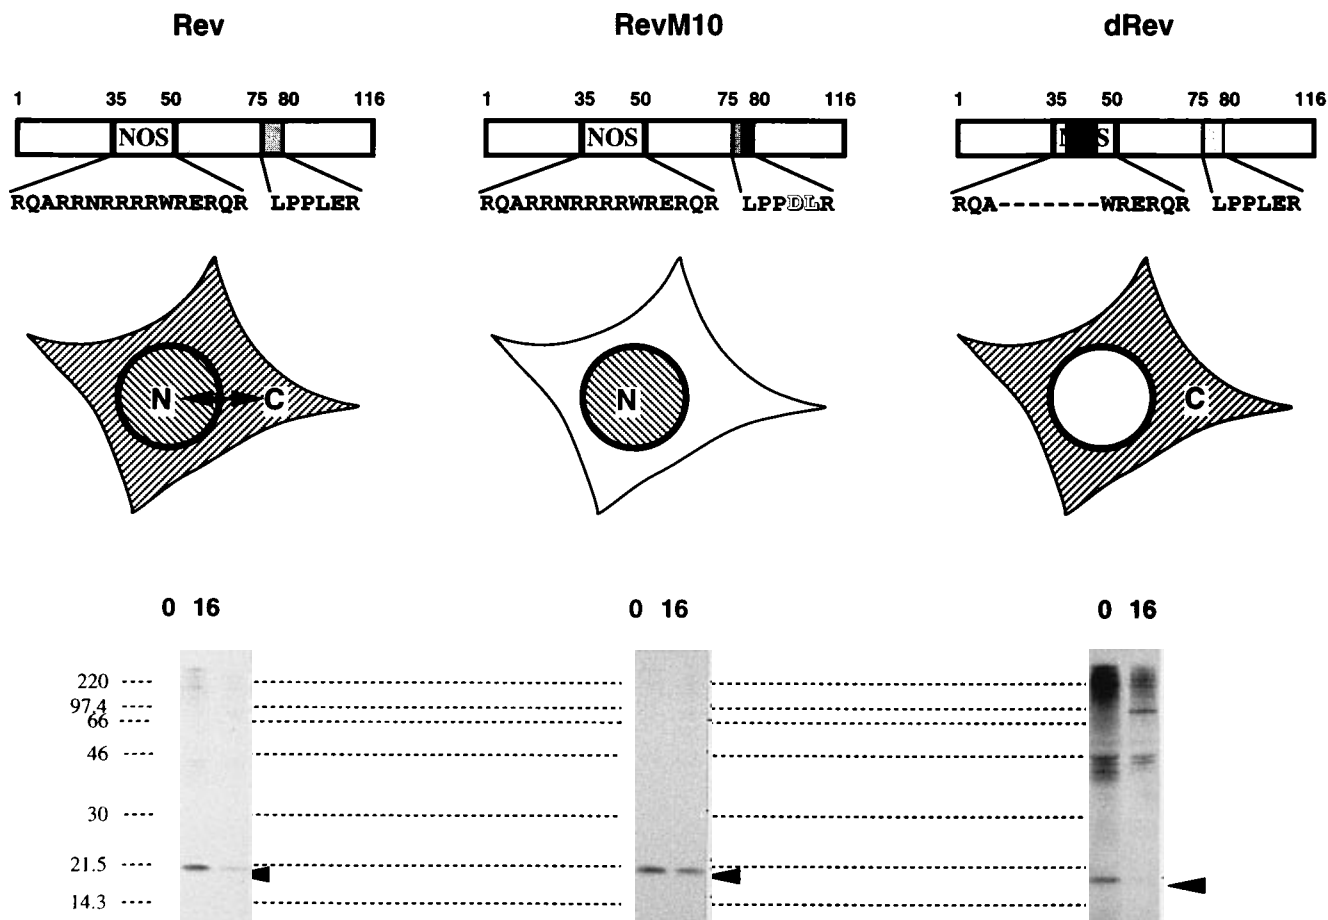 Rev RevM10 dRev
1 35 50 75 80 116 1 35 50 75 80 116 1 35 50 75 80 116
NOS NOS N S
RQARRNRRRRWRERQR LPPLER RQARRNRRRRWRERQR LPPDLR RQA-------WRERQR LPPLER
N C N C
0 16 0 16 0 16
220
97.4
66
46
30
21.5
14.3